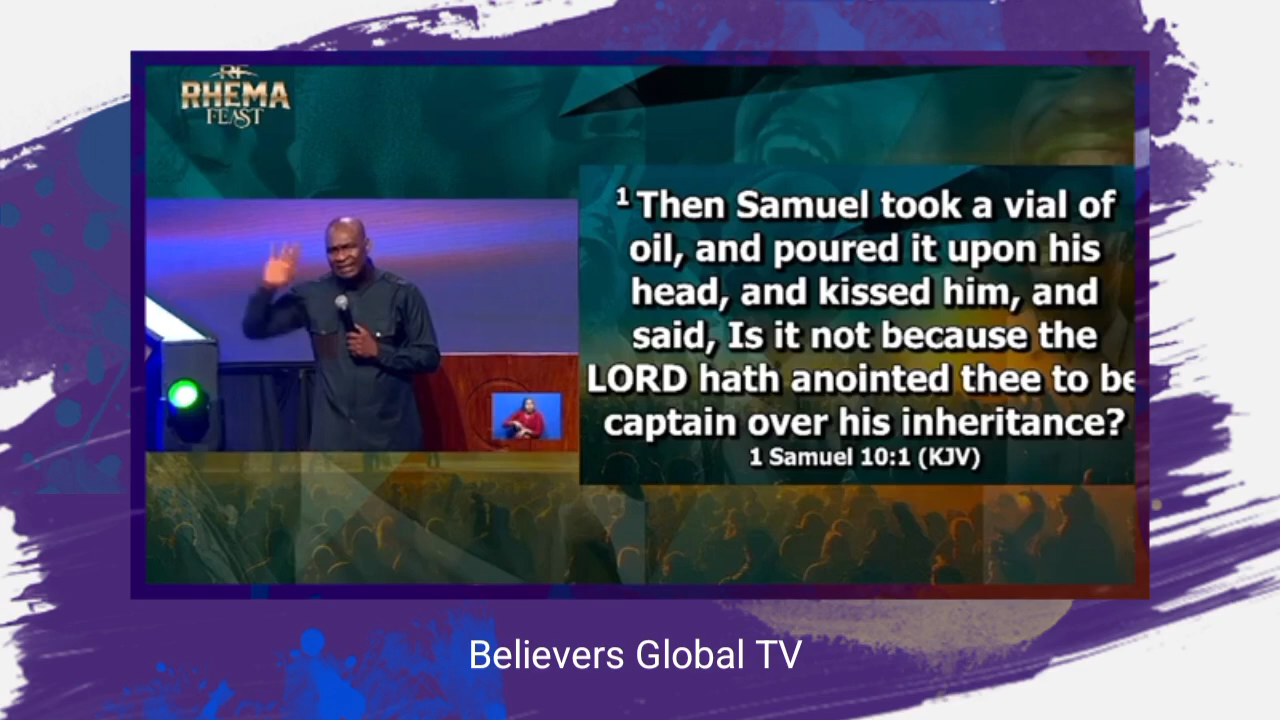 RF
RHEMA
FEAST
1 Then Samuel took a vial of
oil, and poured it upon his
head, and kissed him, and
said, Is it not because the
LORD hath anointed thee to be
captain over his inheritance?
1 Samuel 10:1 (KJV)
Believers Global TV